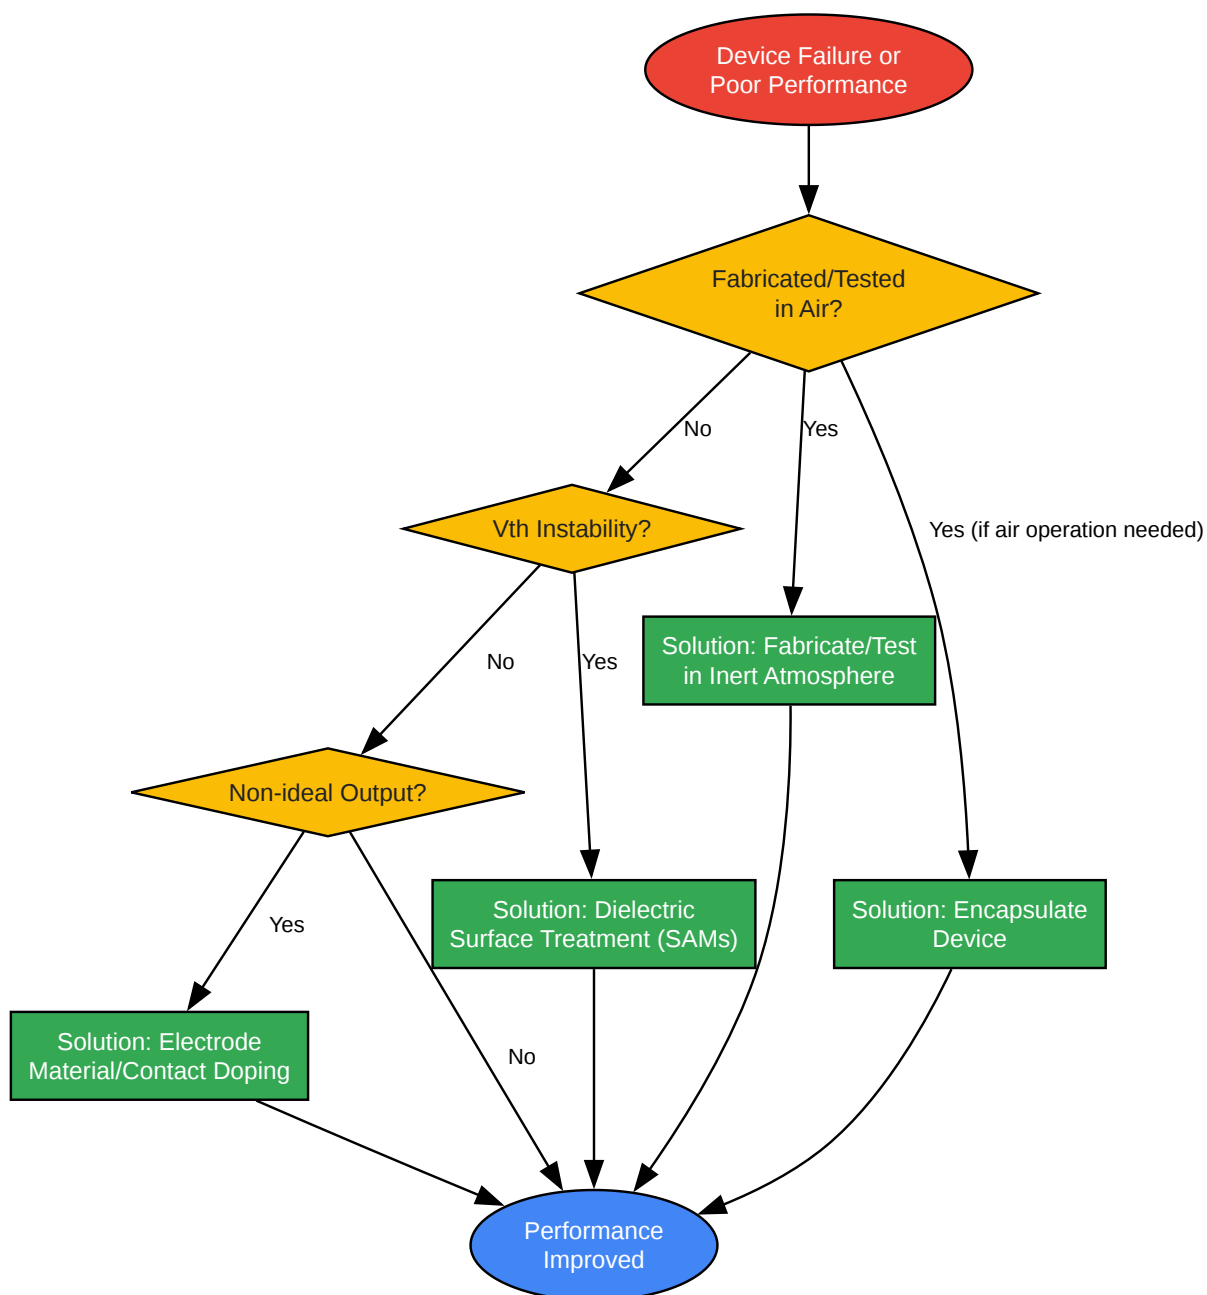 Device Failure or
Poor Performance
Fabricated/Tested
in Air?
No
Yes
Vth Instability?
Yes (if air operation needed)
Solution: Fabricate/Test
in Inert Atmosphere
No
Yes
Non-ideal Output?
Solution: Dielectric
Surface Treatment (SAMs)
Solution: Encapsulate
Device
Yes
Solution: Electrode
Material/Contact Doping
No
Performance
Improved